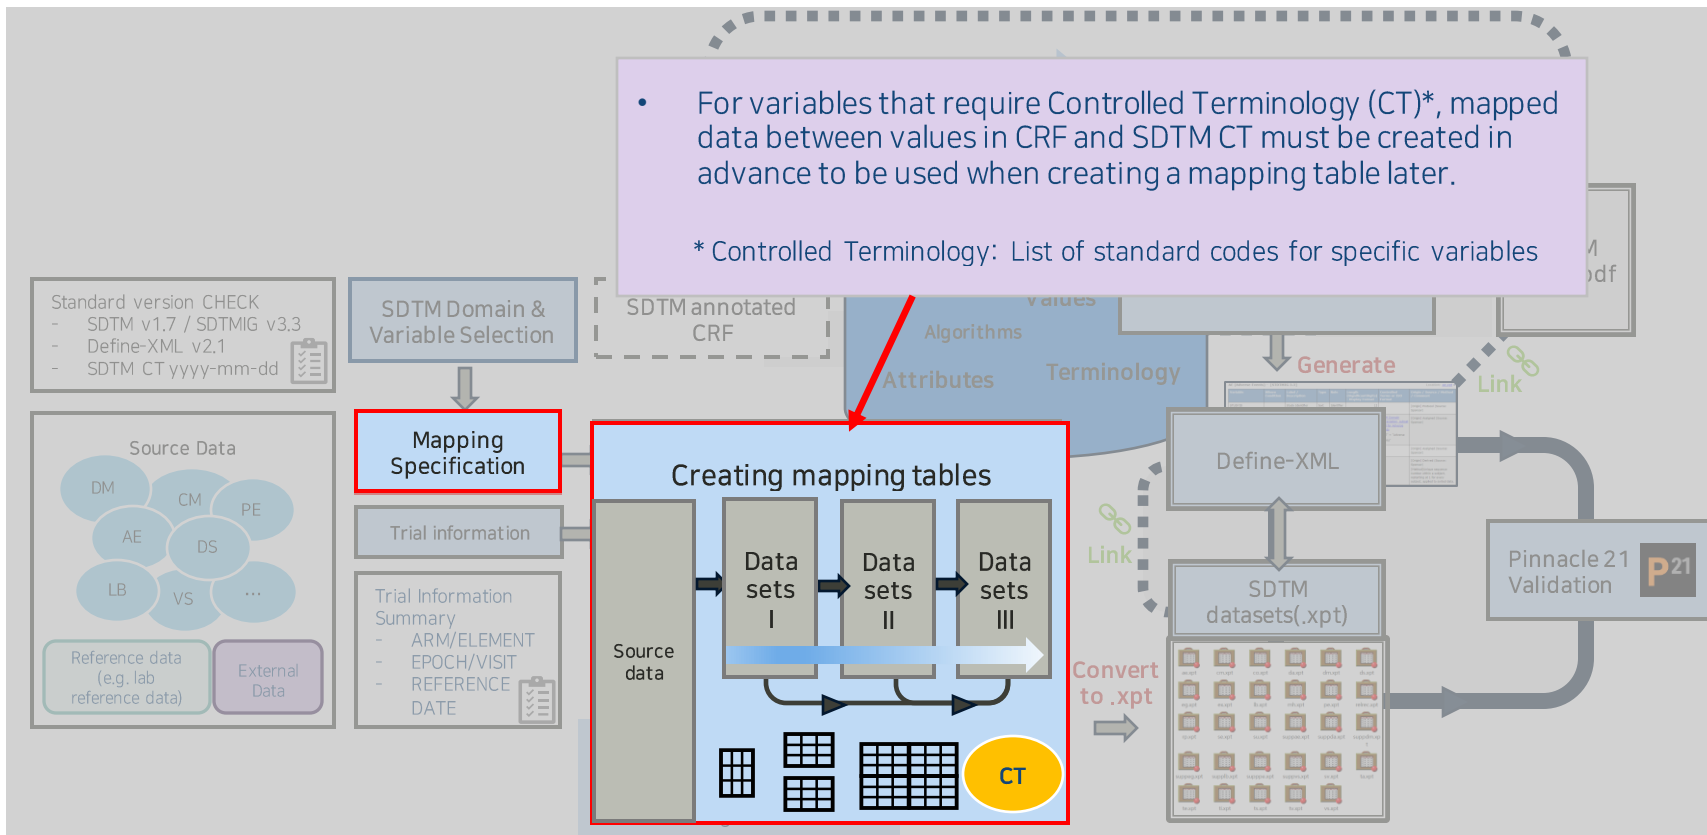 • For variables that require Controlled Terminology (CT)*, mapped
data between values in CRF and SDTM CT must be created in
advance to be used when creating a mapping table later.
* Controlled Terminology: List of standard codes for specific variables
Standard version CHECK
- SDTM v1.7 / SDTMIG v3.3
- Define-XML v2.1
- SDTM CT yyyy-mm-dd
SDTM Domain &
Variable Selection
SDTM annotated
CRF
Values
Algorithms
Attributes
Terminology
Generate
Link
Source Data
DM
CM
PE
AE
DS
LB
VS
...
Reference data
(e.g. lab
reference data)
External
Data
Mapping
Specification
Trial information
Trial Information
Summary
- ARM/ELEMENT
- EPOCH/VISIT
- REFERENCE
DATE
Creating mapping tables
Source
data
Data
sets
I
Data
sets
II
Data
sets
III
CT
Convert
to .xpt
Define-XML
Link
SDTM
datasets(.xpt)
Pinnacle 21
Validation
P21